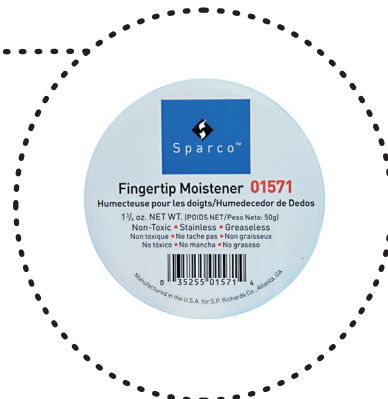 Sparco™
Fingertip Moistener 01571
Humecteuse pour les doigts/Humedecedor de Dedos
1 3/4 oz. NET WT. (POIDS NET/Peso Neto: 50g)
Non-Toxic • Stainless • Greaseless
Non toxique • Ne tache pas • Non graisseux
No tóxico • No mancha • No grasoso
0 35255 01571 4
Manufactured in the U.S.A. for S.P. Richards Co., Atlanta, GA